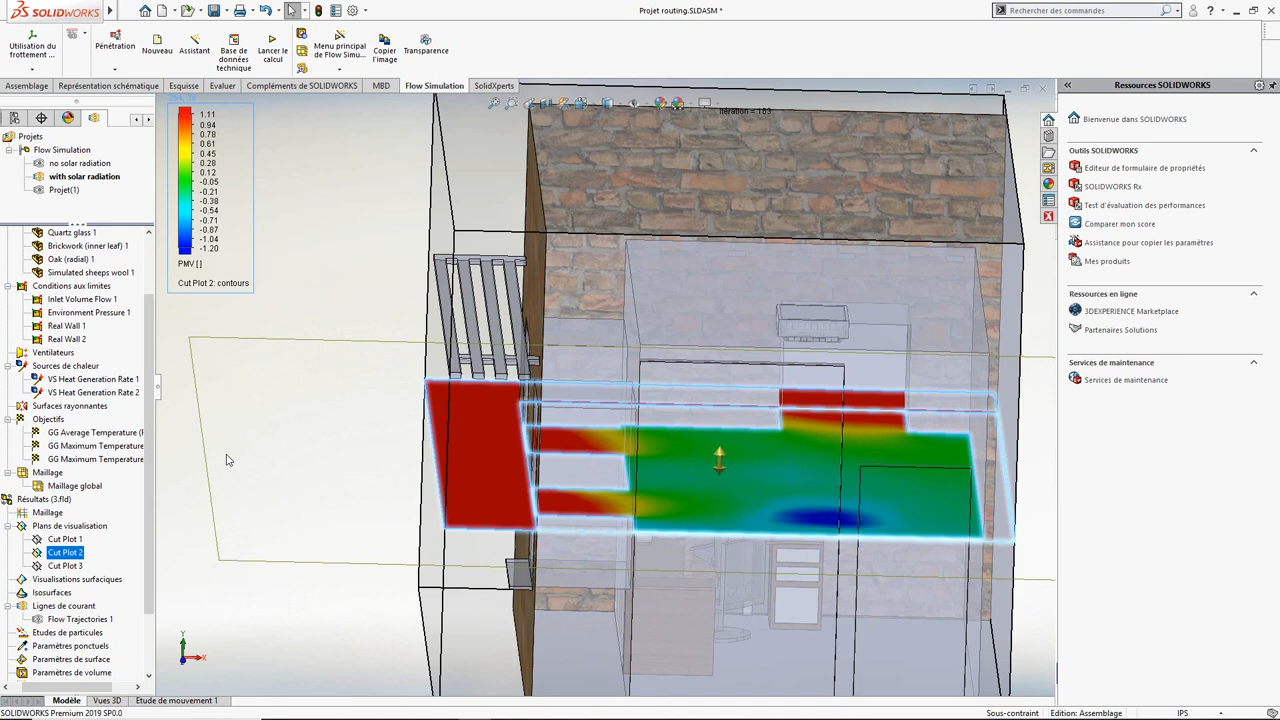 SOLIDWORKS
Projet routing.SLDASM *
Rechercher des commandes
Utilisation du frottement ...
Pénétration
Nouveau
Assistant
Base de données technique
Lancer le calcul
Menu principal de Flow Simu...
Copier l'image
Transparence
Assemblage
Représentation schématique
Esquisse
Evaluer
Compléments de SOLIDWORKS
MBD
Flow Simulation
SolidXperts
Projets
Flow Simulation
no solar radiation
with solar radiation
Projet(1)
Quartz glass 1
Brickwork (inner leaf) 1
Oak (radial) 1
Simulated sheeps wool 1
Conditions aux limites
Inlet Volume Flow 1
Environment Pressure 1
Real Wall 1
Real Wall 2
Ventilateurs
Sources de chaleur
VS Heat Generation Rate 1
VS Heat Generation Rate 2
Surfaces rayonnantes
Objectifs
GG Average Temperature (
GG Maximum Temperature
GG Maximum Temperature
Maillage
Maillage global
Résultats (3.fld)
Maillage
Plans de visualisation
Cut Plot 1
Cut Plot 2
Cut Plot 3
Visualisations surfaciques
Isosurfaces
Lignes de courant
Flow Trajectories 1
Etudes de particules
Paramètres ponctuels
Paramètres de surface
Paramètres de volume
1.11
0.94
0.78
0.61
0.45
0.28
0.12
-0.05
-0.21
-0.38
-0.54
-0.71
-0.87
-1.04
-1.20
PMV [ ]
Cut Plot 2: contours
Itération = 183
Y
X
Ressources SOLIDWORKS
Bienvenue dans SOLIDWORKS
Outils SOLIDWORKS
Editeur de formulaire de propriétés
SOLIDWORKS Rx
Test d'évaluation des performances
Comparer mon score
Assistance pour copier les paramètres
Mes produits
Ressources en ligne
3DEXPERIENCE Marketplace
Partenaires Solutions
Services de maintenance
Services de maintenance
Modèle
Vues 3D
Etude de mouvement 1
SOLIDWORKS Premium 2019 SP0.0
Sous-contraint
Edition: Assemblage
IPS